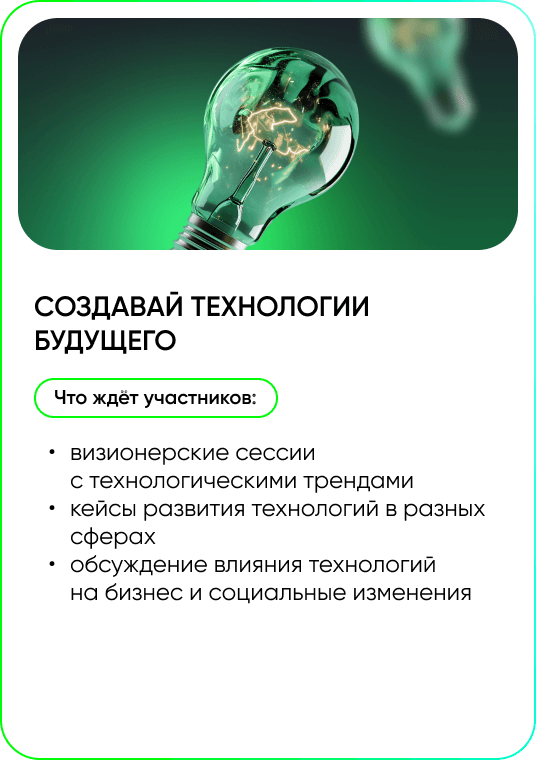 СОЗДАВАЙ ТЕХНОЛОГИИ
БУДУЩЕГО
Что ждёт участников:
• визионерские сессии
с технологическими трендами
• кейсы развития технологий в разных
сферах
• обсуждение влияния технологий
на бизнес и социальные изменения